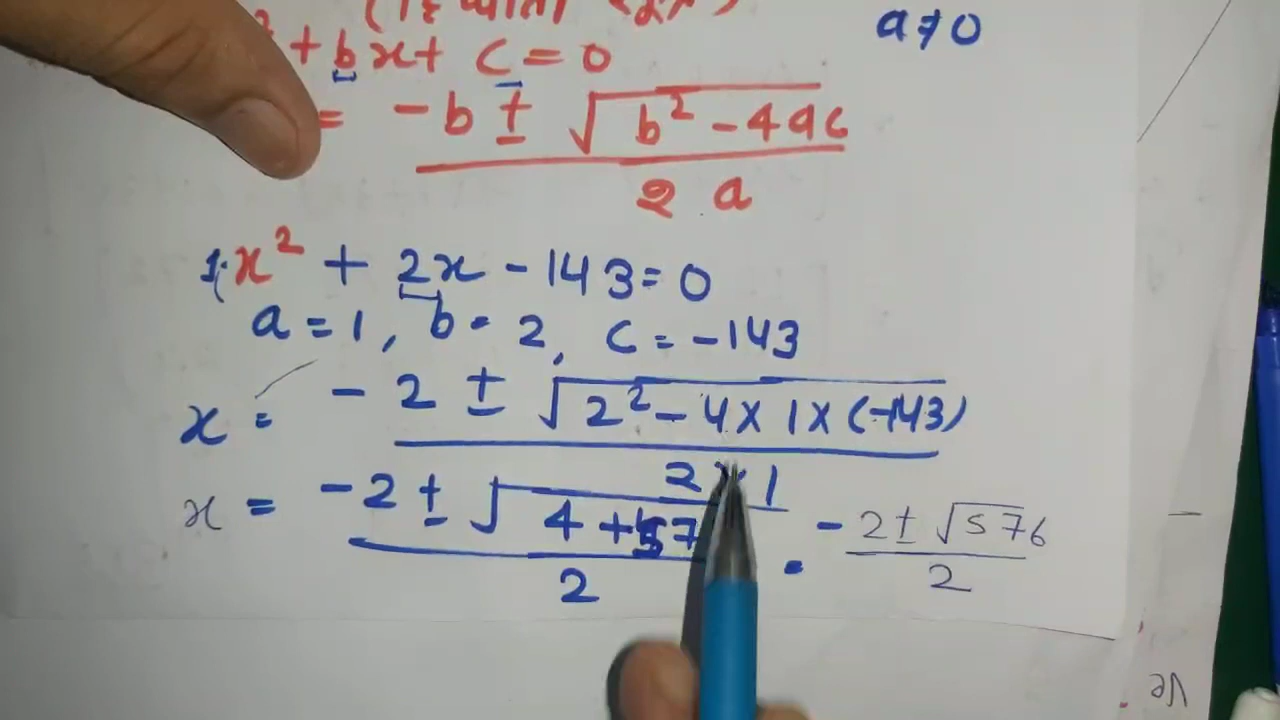 a≠0
+ bx + c = 0
= -b ± √b² - 4ac
2a
1.x² + 2x - 143 = 0
a = 1, b = 2, c = -143
x = -2 ± √2² - 4 x 1 x (-143)
2 x 1
x = -2 ± √4 + 57 = -2 ± √576
2 2